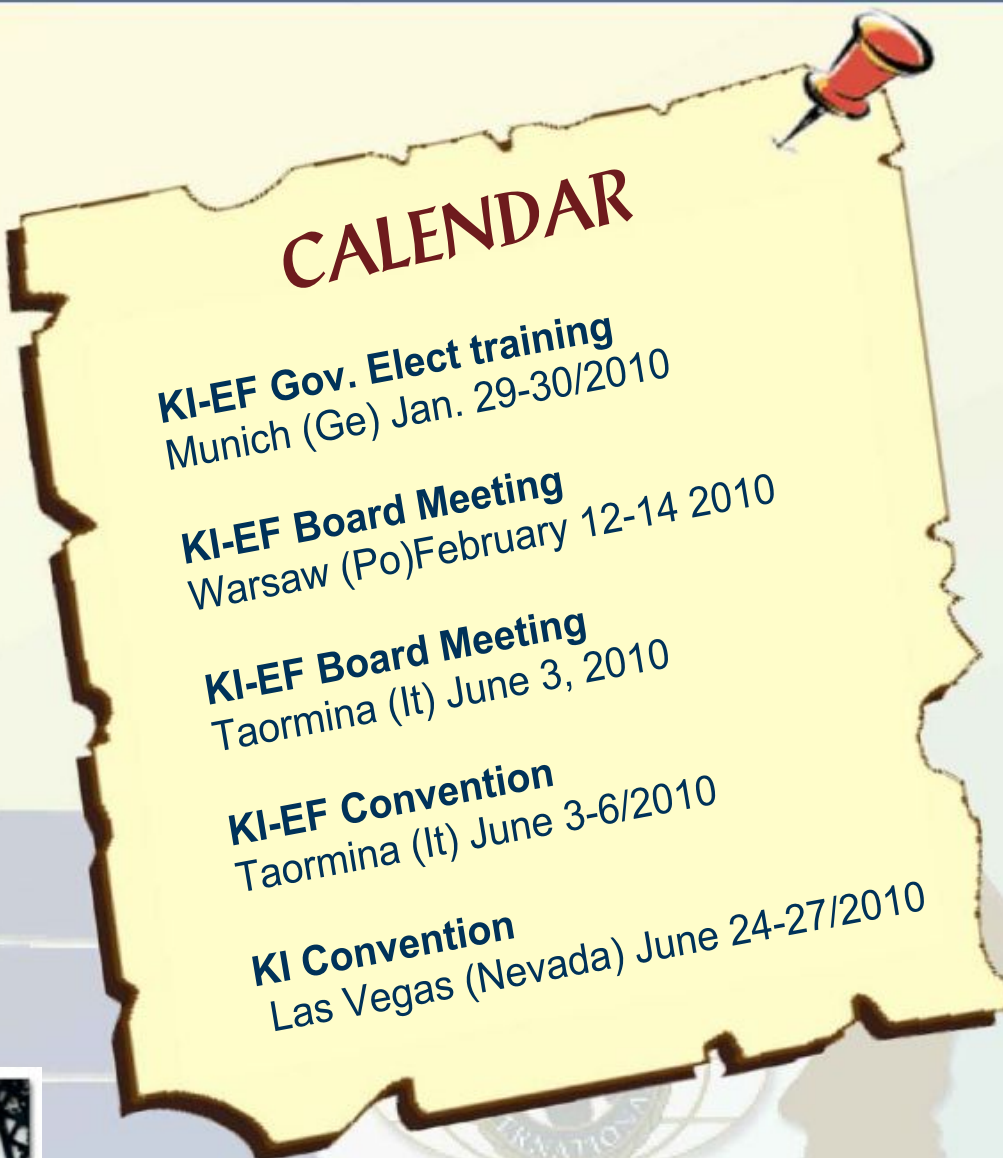 CALENDAR
KI-EF Gov. Elect training
Munich (Ge) Jan. 29-30/2010
KI-EF Board Meeting
Warsaw (Po)February 12-14 2010
KI-EF Board Meeting
Taormina (It) June 3, 2010
KI-EF Convention
Taormina (It) June 3-6/2010
KI Convention
Las Vegas (Nevada) June 24-27/2010